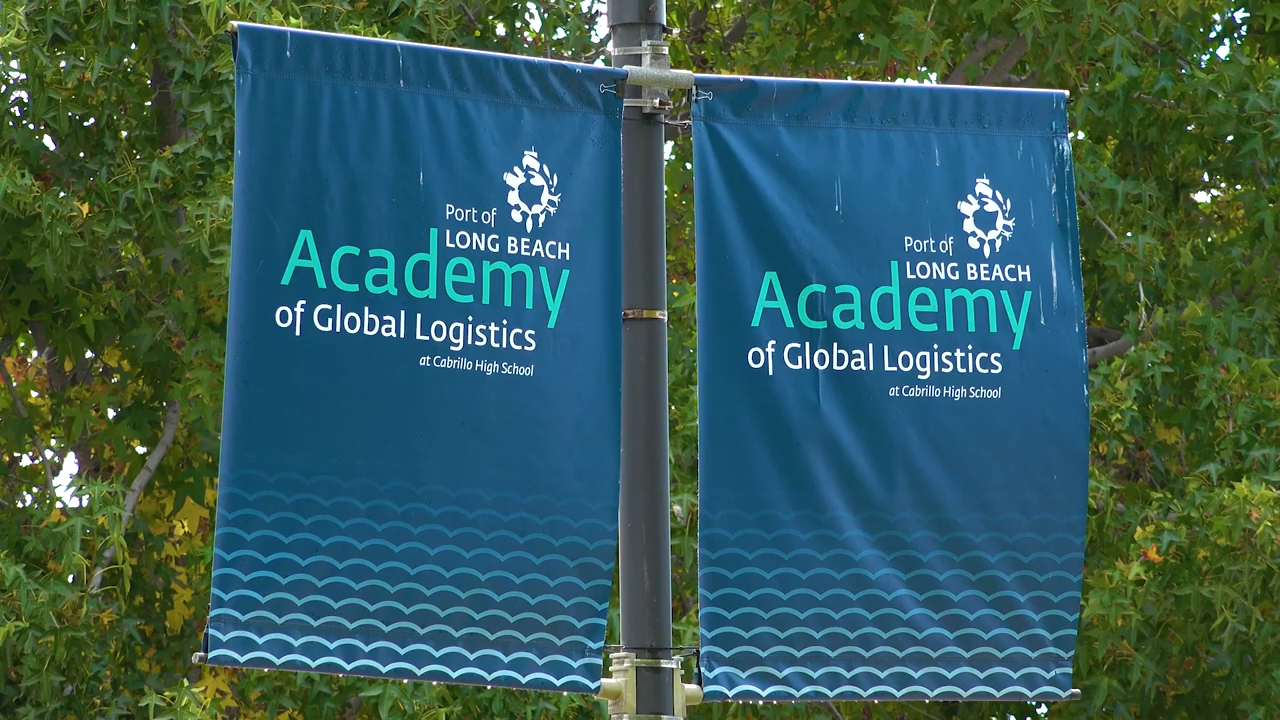 Port of
LONG BEACH
Academy
of Global Logistics
at Cabrillo High School
Port of
LONG BEACH
Academy
of Global Logistics
at Cabrillo High School